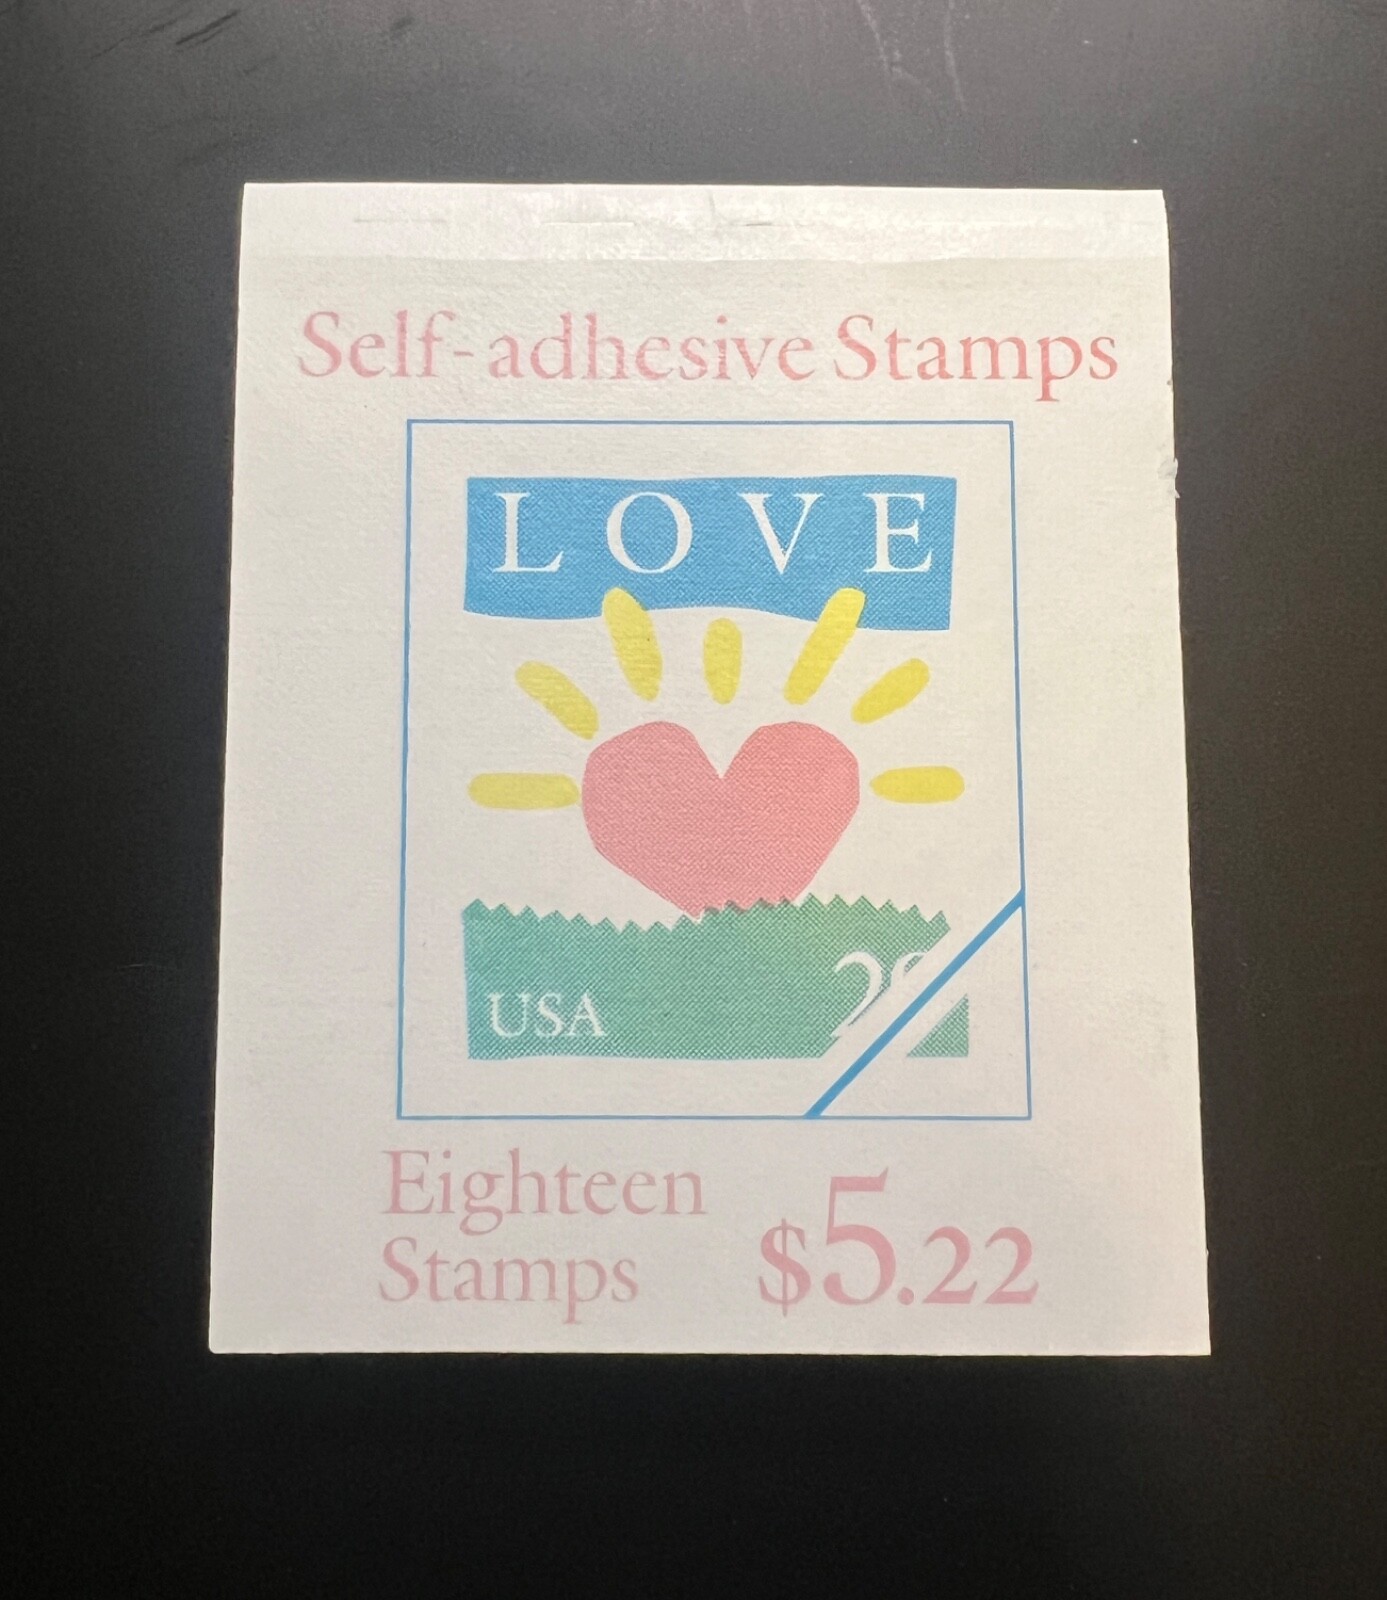 Self-adhesive Stamps
LOVE
USA
Eighteen
Stamps
$5.22